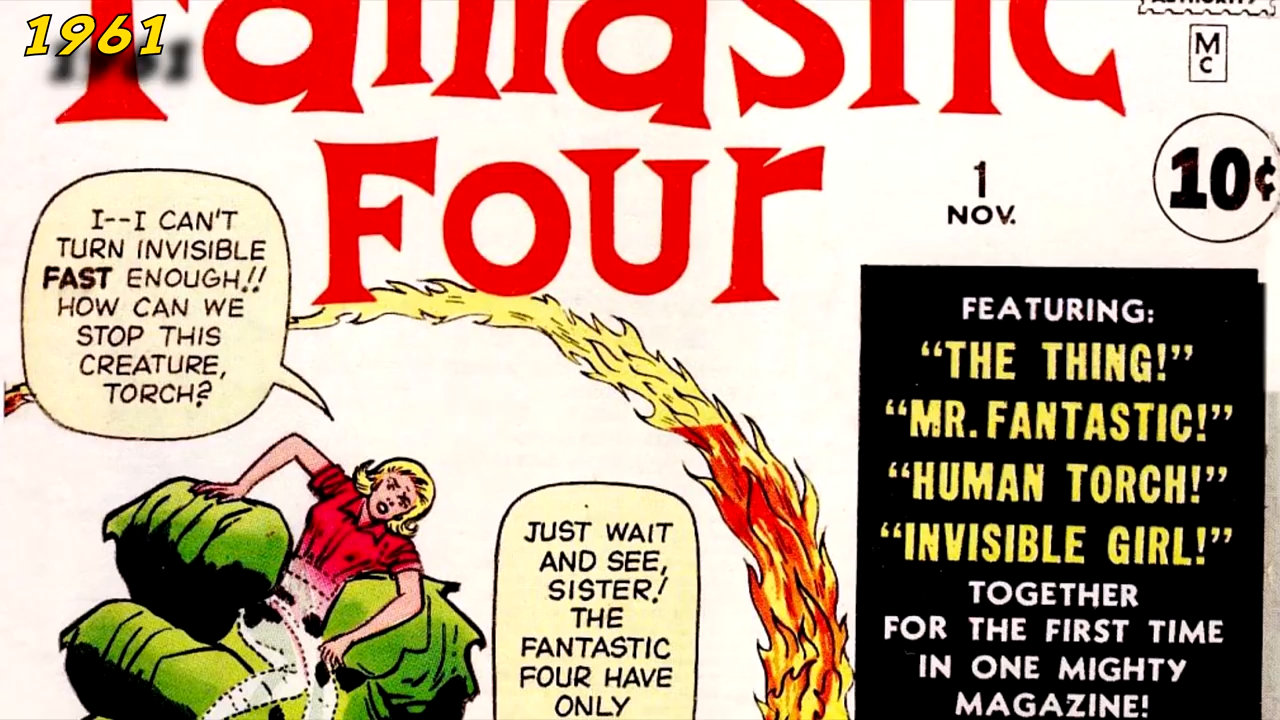 1961
Fantastic
AUTHORITY
M
C
Four
1
NOV.
10¢
I--I CAN'T
TURN INVISIBLE
FAST ENOUGH!!
HOW CAN WE
STOP THIS
CREATURE,
TORCH?
JUST WAIT
AND SEE,
SISTER!
THE
FANTASTIC
FOUR HAVE
ONLY
FEATURING:
“THE THING!”
“MR. FANTASTIC!”
“HUMAN TORCH!”
“INVISIBLE GIRL!”
TOGETHER
FOR THE FIRST TIME
IN ONE MIGHTY
MAGAZINE!